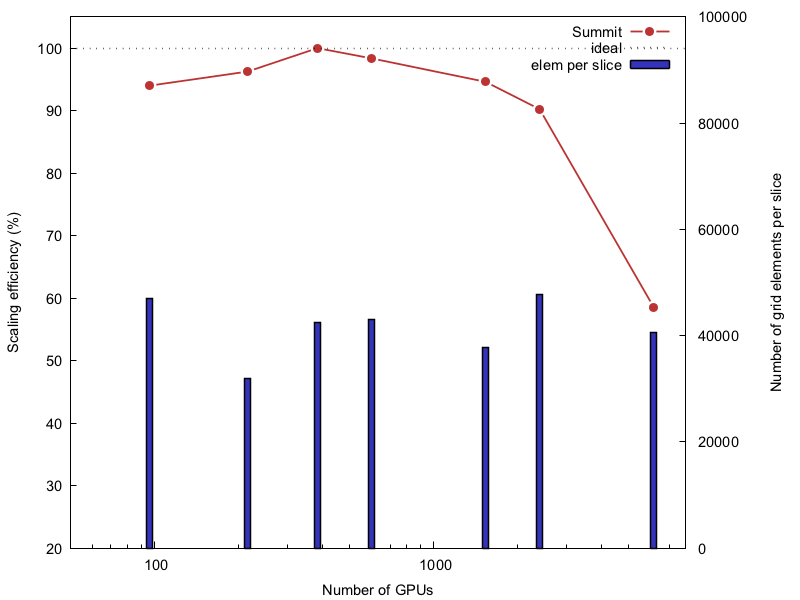 Summit
ideal
elem per slice
100
90
80
70
60
50
40
30
20
100000
80000
60000
40000
20000
0
100
1000
Scaling efficiency (%)
Number of grid elements per slice
Number of GPUs